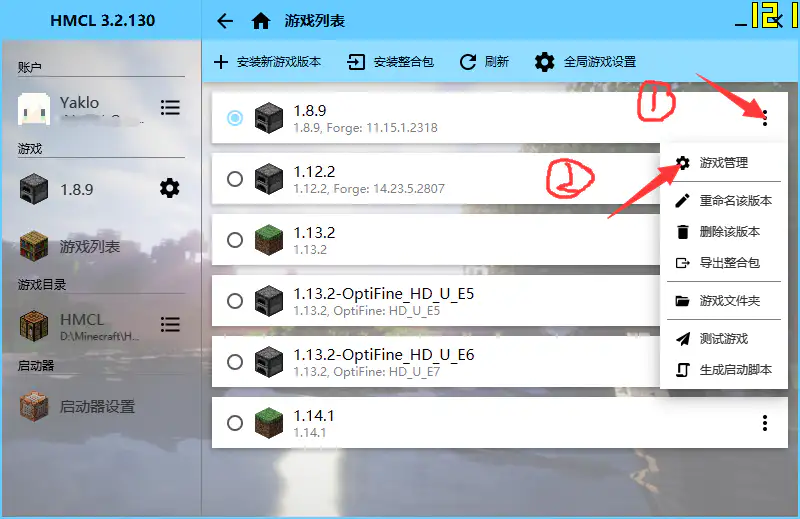 HMCL 3.2.130
游戏列表
121
安装新游戏版本
安装整合包
刷新
全局游戏设置
账户
Yaklo
游戏
1.8.9
游戏列表
游戏目录
HMCL
D:\Minecraft\H...
启动器
启动器设置
1.8.9
1.8.9, Forge: 11.15.1.2318
1.12.2
1.12.2, Forge: 14.23.5.2807
1.13.2
1.13.2
1.13.2-OptiFine_HD_U_E5
1.13.2, OptiFine: HD_U_E5
1.13.2-OptiFine_HD_U_E6
1.13.2, OptiFine: HD_U_E7
1.14.1
1.14.1
1
2
游戏管理
重命名该版本
删除该版本
导出整合包
游戏文件夹
测试游戏
生成启动脚本